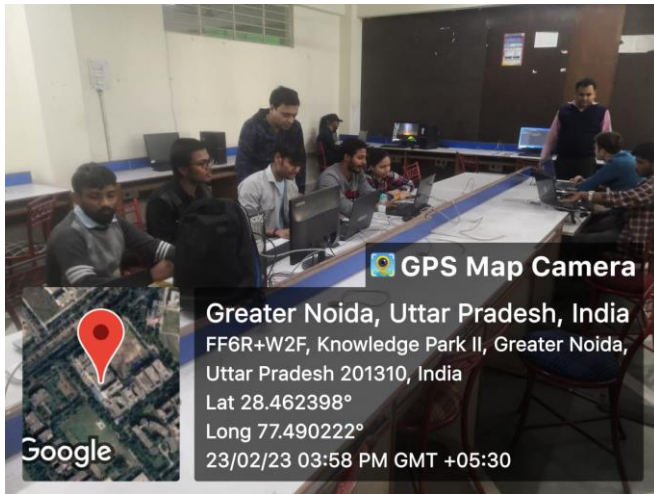 GPS Map Camera
Greater Noida, Uttar Pradesh, India
FF6R+W2F, Knowledge Park II, Greater Noida,
Uttar Pradesh 201310, India
Lat 28.462398°
Long 77.490222°
23/02/23 03:58 PM GMT +05:30
Google